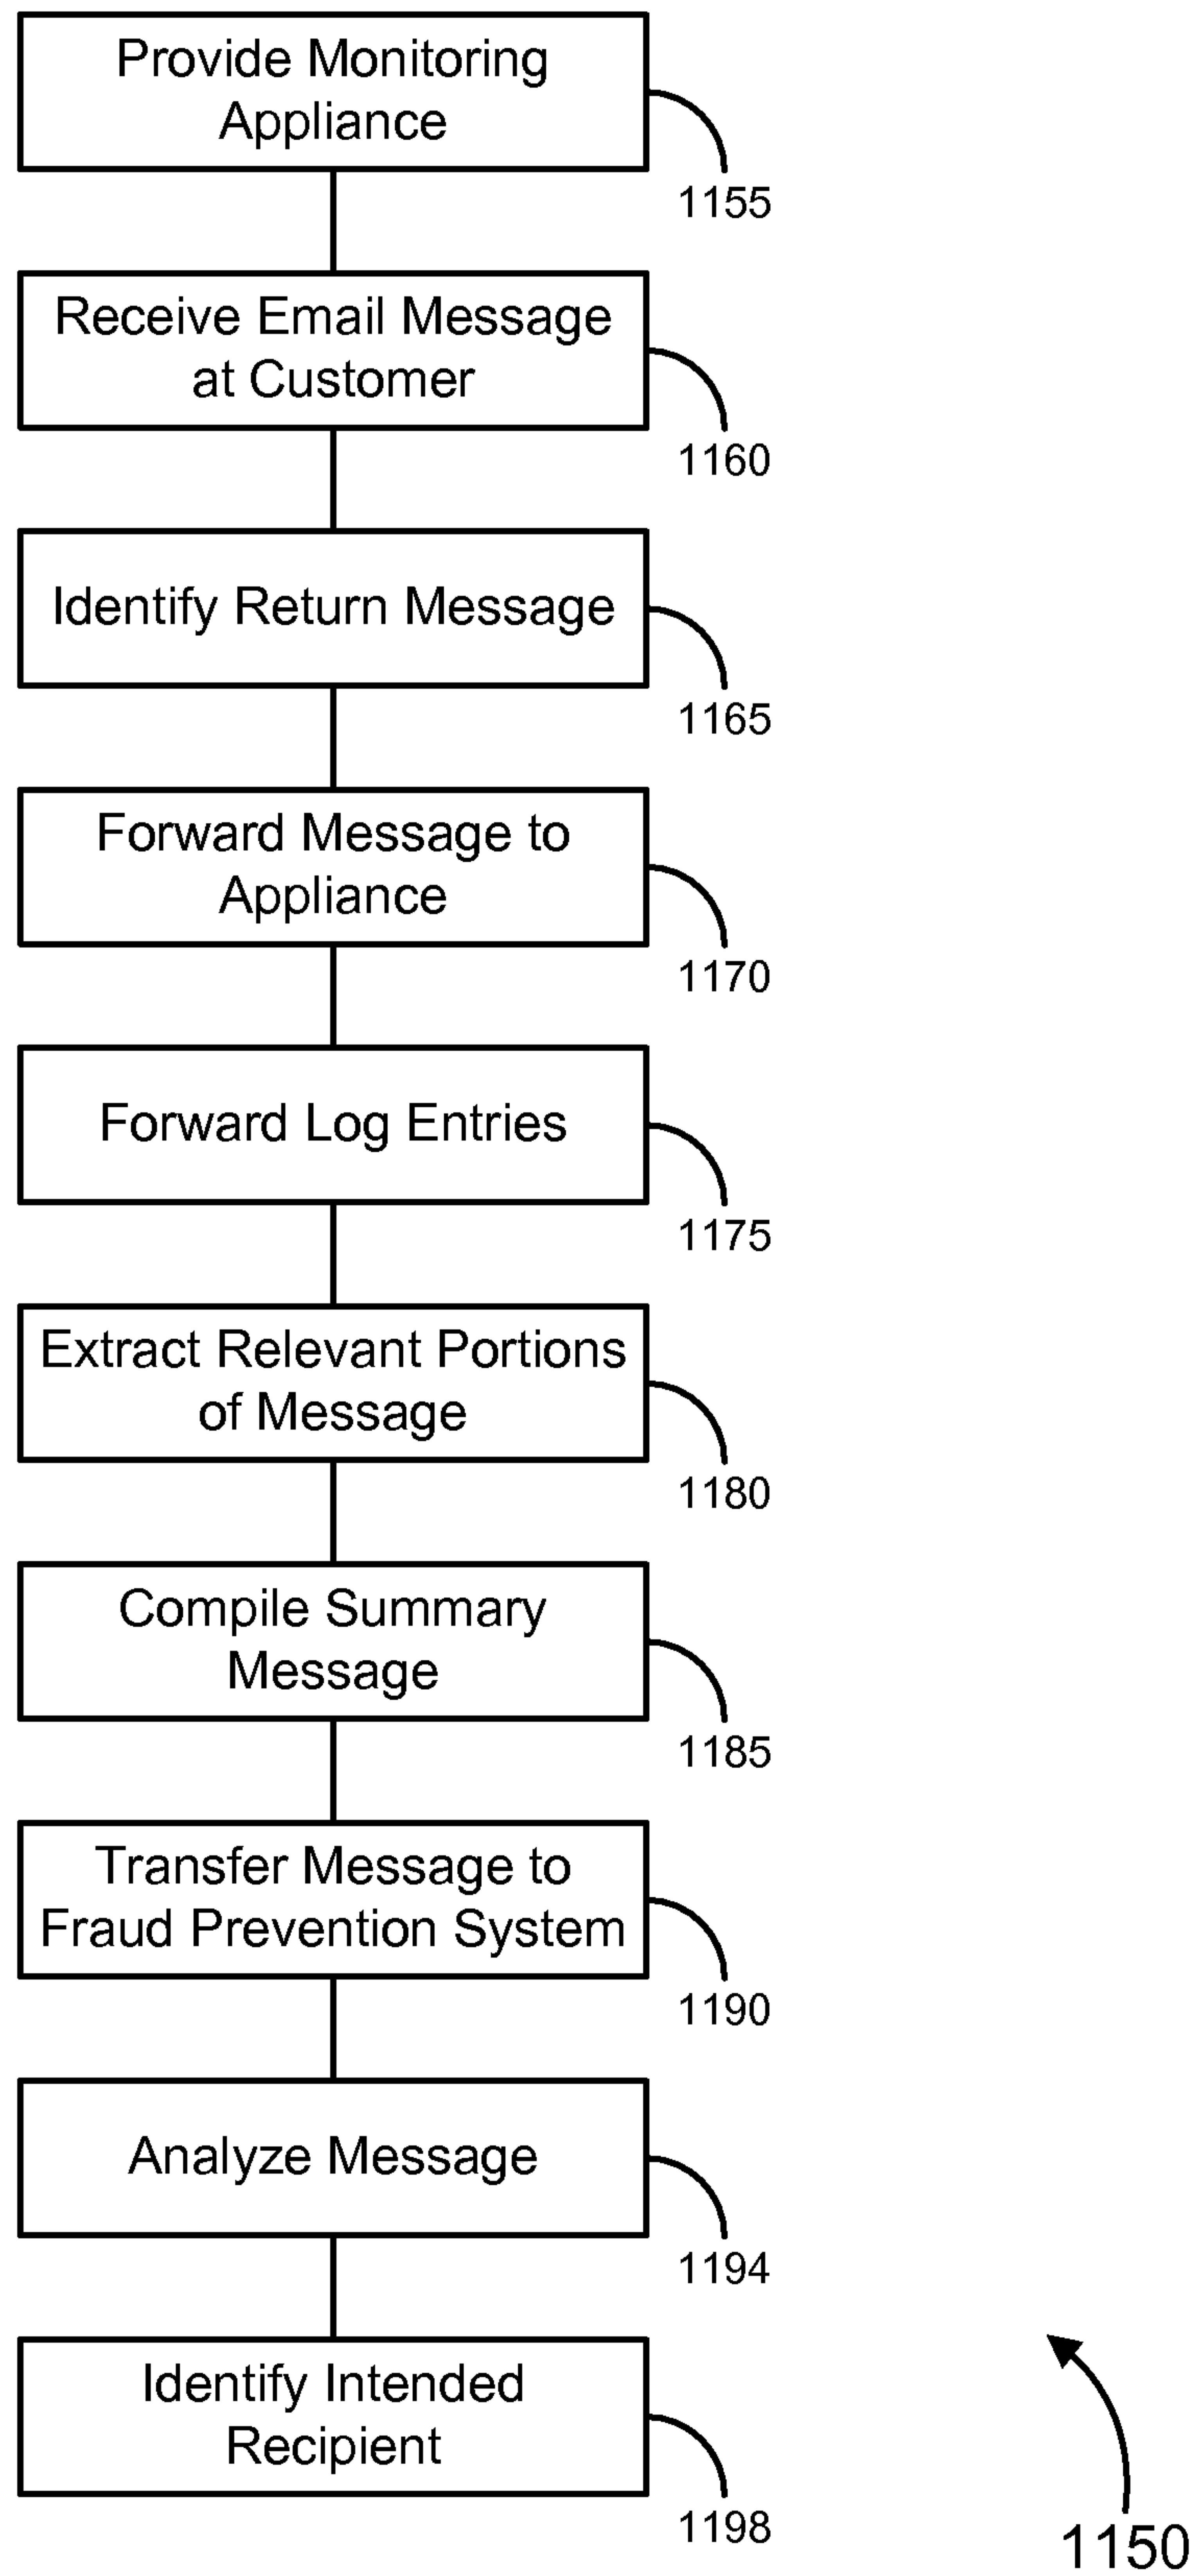 Provide Monitoring
Appliance
1155
Receive Email Message
at Customer
1160
Identify Return Message
1165
Forward Message to
Appliance
1170
Forward Log Entries
1175
Extract Relevant Portions
of Message
1180
Compile Summary
Message
1185
Transfer Message to
Fraud Prevention System
1190
Analyze Message
1194
Identify Intended
Recipient
1198
1150